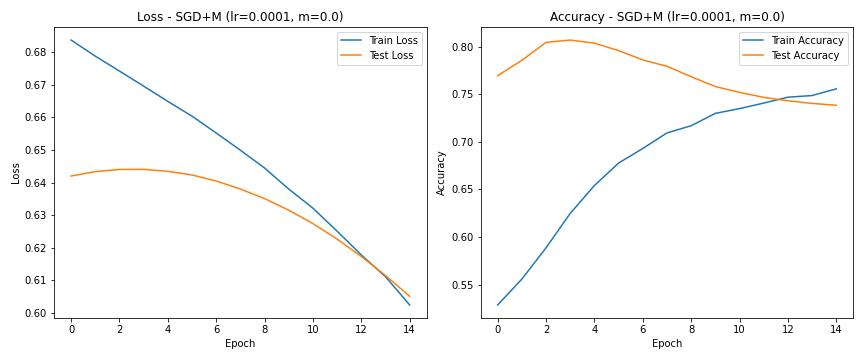 Loss - SGD+M (lr=0.0001, m=0.0)
Train Loss
Test Loss
Loss
0.68
0.67
0.66
0.65
0.64
0.63
0.62
0.61
0.60
0 2 4 6 8 10 12 14
Epoch
Accuracy - SGD+M (lr=0.0001, m=0.0)
Train Accuracy
Test Accuracy
Accuracy
0.80
0.75
0.70
0.65
0.60
0.55
0 2 4 6 8 10 12 14
Epoch